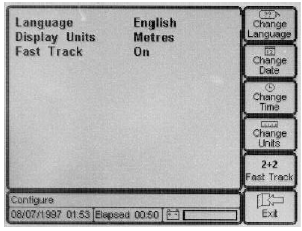 Language English
Display Units Metres
Fast Track On
Change
Language
Change
Date
Change
Time
Change
Units
2+2
Fast Track
Exit
Configure
08/07/1997 01:53 Elapsed 00:50